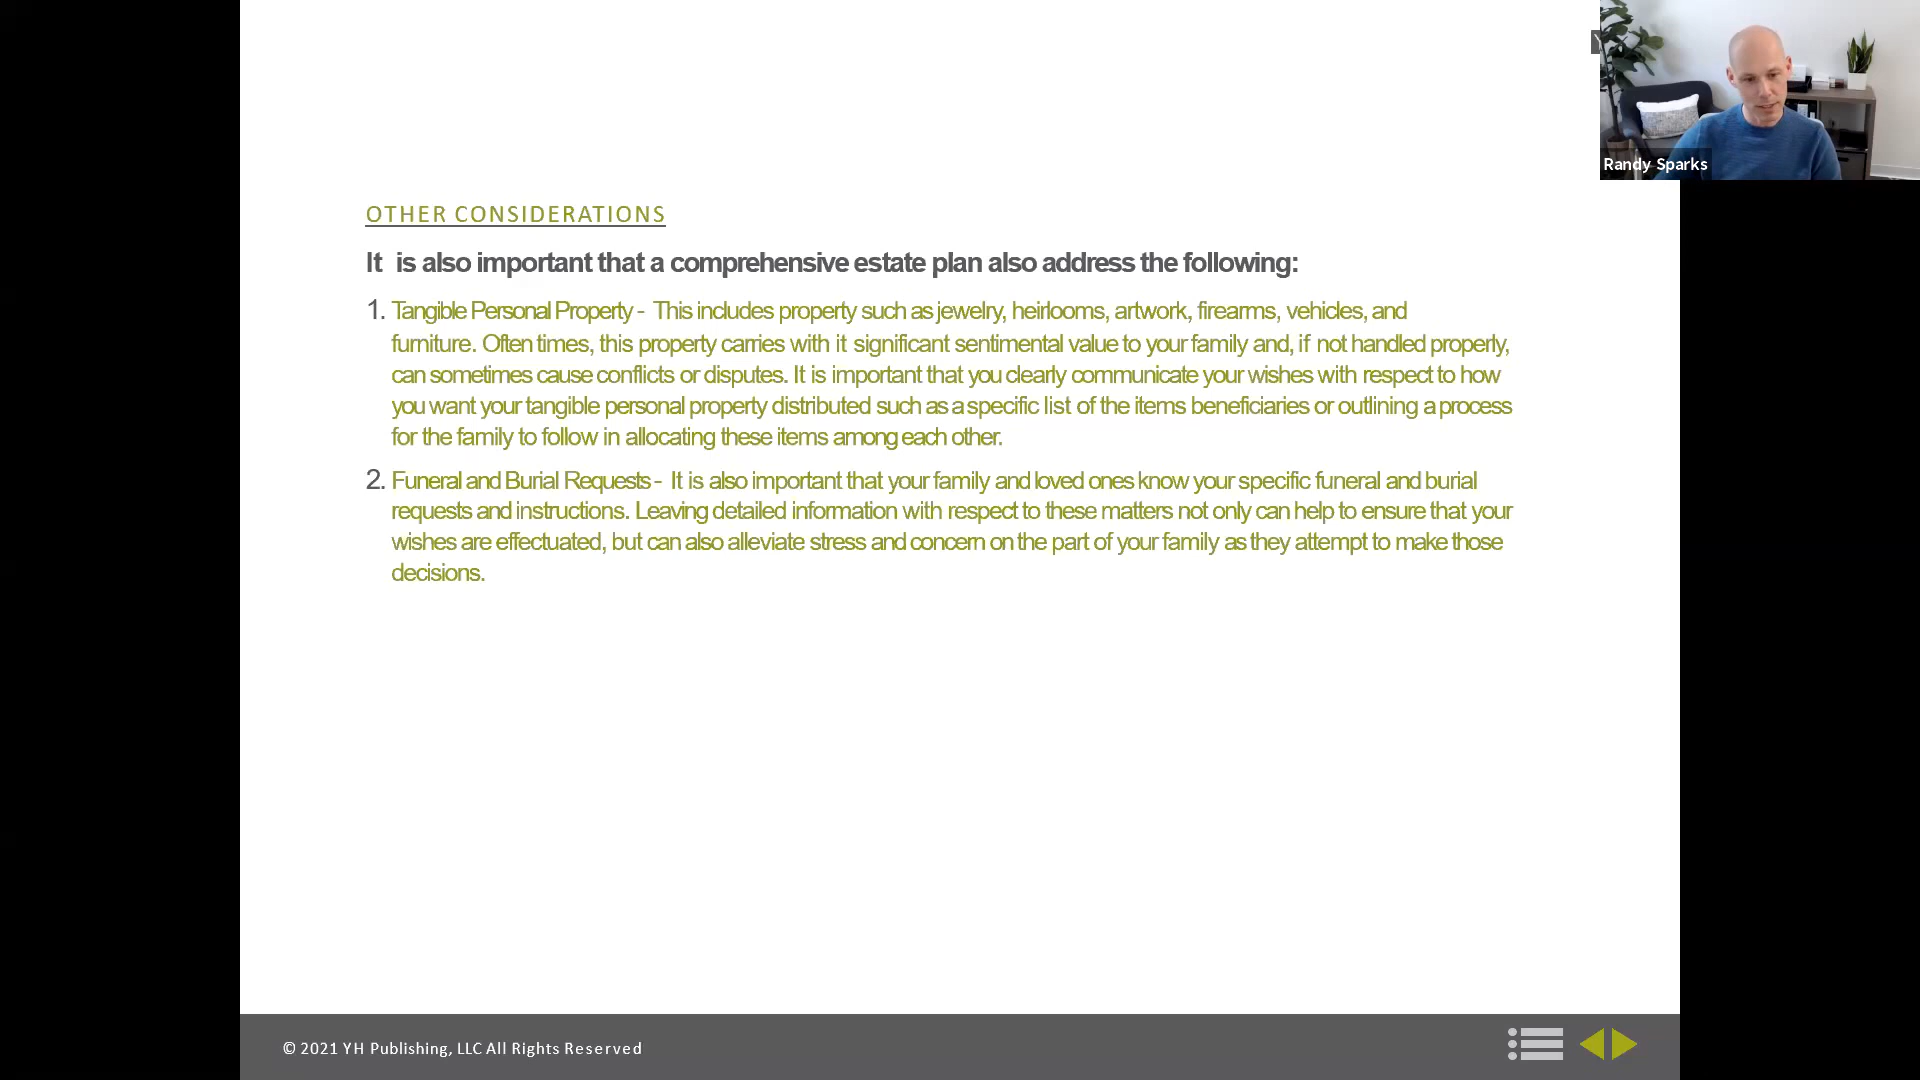 Randy Sparks
OTHER CONSIDERATIONS
It is also important that a comprehensive estate plan also address the following:
1. Tangible Personal Property - This includes property such as jewelry, heirlooms, artwork, firearms, vehicles, and
furniture. Often times, this property carries with it significant sentimental value to your family and, if not handled properly,
can sometimes cause conflicts or disputes. It is important that you clearly communicate your wishes with respect to how
you want your tangible personal property distributed such as a specific list of the items beneficiaries or outlining a process
for the family to follow in allocating these items among each other.
2. Funeral and Burial Requests - It is also important that your family and loved ones know your specific funeral and burial
requests and instructions. Leaving detailed information with respect to these matters not only can help to ensure that your
wishes are effectuated, but can also alleviate stress and concern on the part of your family as they attempt to make those
decisions.
© 2021 YH Publishing, LLC All Rights Reserved